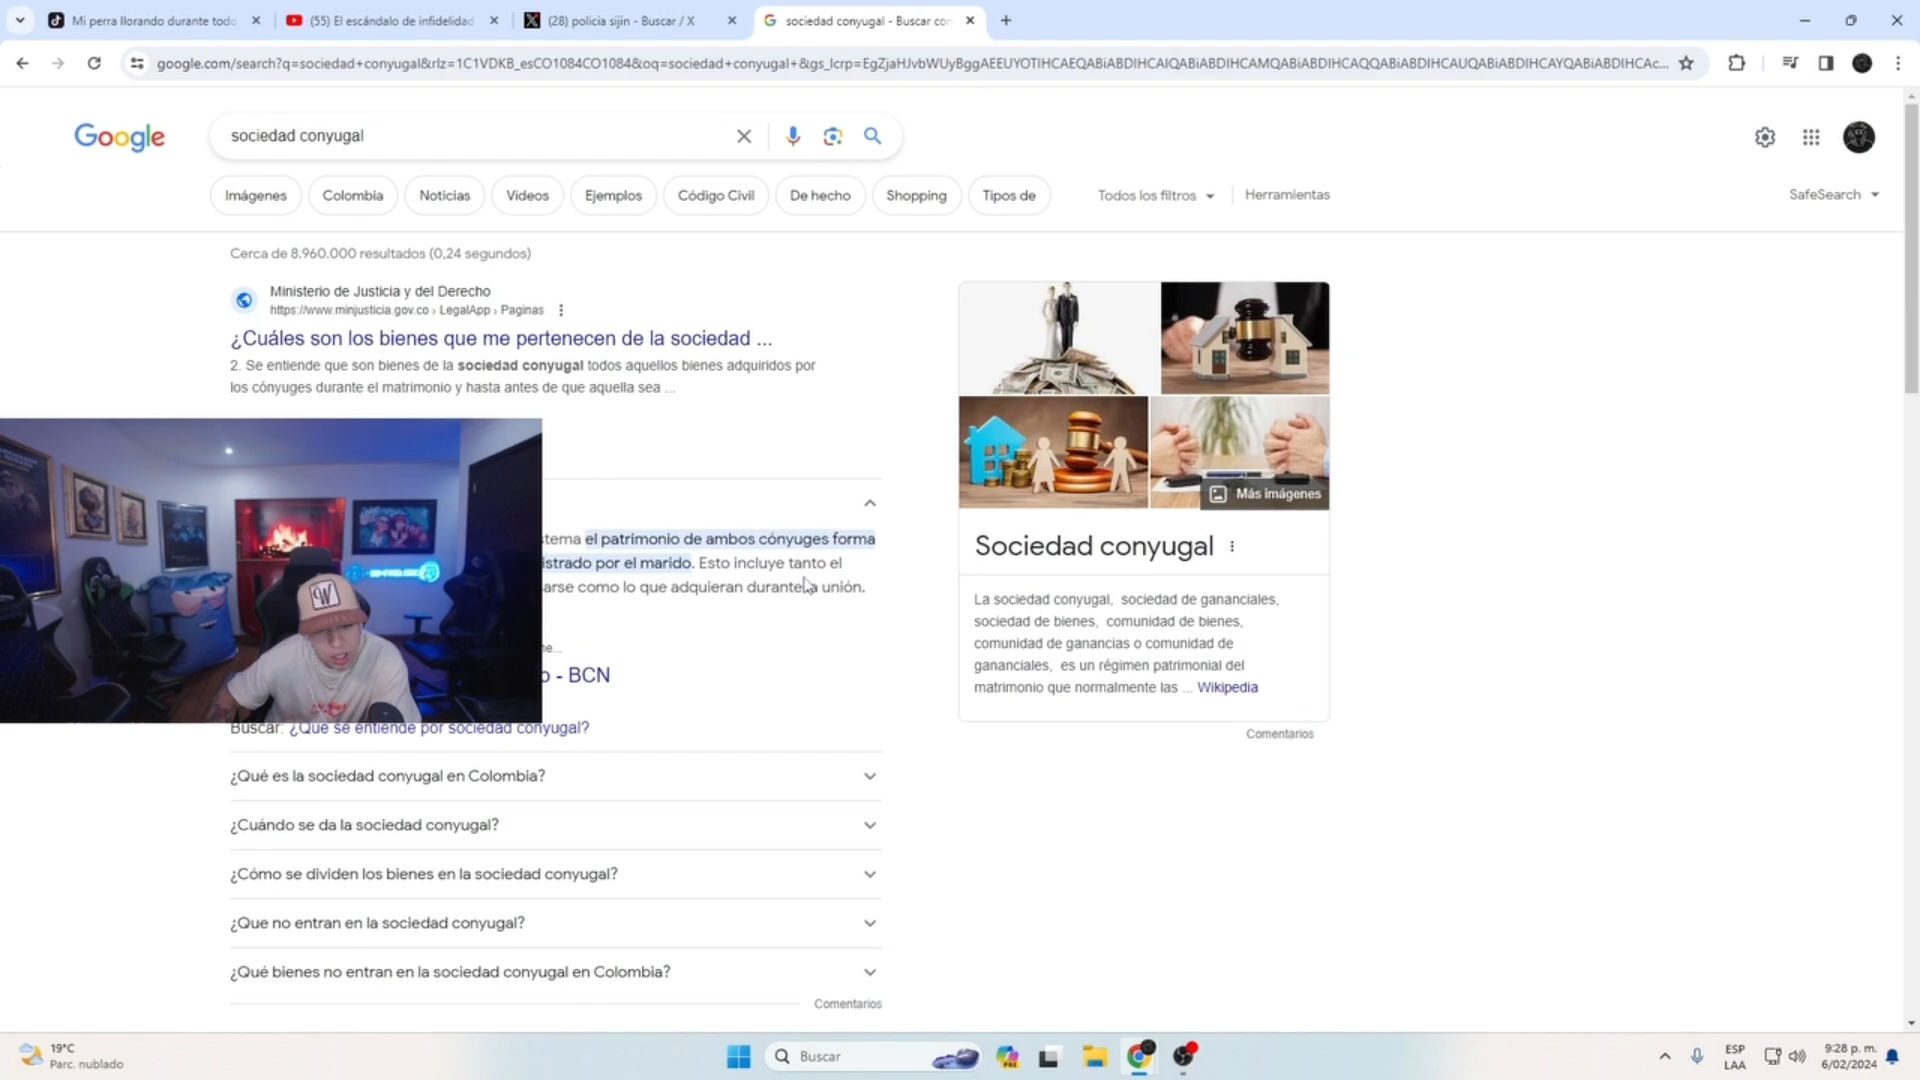 Mi perra llorando durante todo
(55) El escándalo de infidelidad
(28) policia sijin - Buscar / X
sociedad conyugal - Buscar con
google.com/search?q=sociedad+conyugal&rlz=1C1VDKB_esCO1084CO1084&oq=sociedad+conyugal+&gs_lcrp=EgZjaHJvbWUyBggAEEUYOTIHCAEQABiABDIHCAIQABiABDIHCAMQABiABDIHCAQQABiABDIHCAUQABiABDIHCAYQABiABDIHCAc...
Google
sociedad conyugal
Imágenes
Colombia
Noticias
Videos
Ejemplos
Código Civil
De hecho
Shopping
Tipos de
Todos los filtros
Herramientas
SafeSearch
Cerca de 8.960.000 resultados (0,24 segundos)
Ministerio de Justicia y del Derecho
https://www.minjusticia.gov.co › LegalApp › Paginas
¿Cuáles son los bienes que me pertenecen de la sociedad ...
2. Se entiende que son bienes de la sociedad conyugal todos aquellos bienes adquiridos por
los cónyuges durante el matrimonio y hasta antes de que aquella sea ...
stema el patrimonio de ambos cónyuges forma
istrado por el marido. Esto incluye tanto el
arse como lo que adquieran durante la unión.
ne...
o - BCN
Buscar: ¿Que se entiende por sociedad conyugal?
¿Qué es la sociedad conyugal en Colombia?
¿Cuándo se da la sociedad conyugal?
¿Cómo se dividen los bienes en la sociedad conyugal?
¿Que no entran en la sociedad conyugal?
¿Qué bienes no entran en la sociedad conyugal en Colombia?
Comentarios
Más imágenes
Sociedad conyugal
La sociedad conyugal, sociedad de gananciales,
sociedad de bienes, comunidad de bienes,
comunidad de ganancias o comunidad de
gananciales, es un régimen patrimonial del
matrimonio que normalmente las ... Wikipedia
Comentarios
W
19°C
Parc. nublado
Buscar
PRE
ESP
LAA
9:28 p. m.
6/02/2024